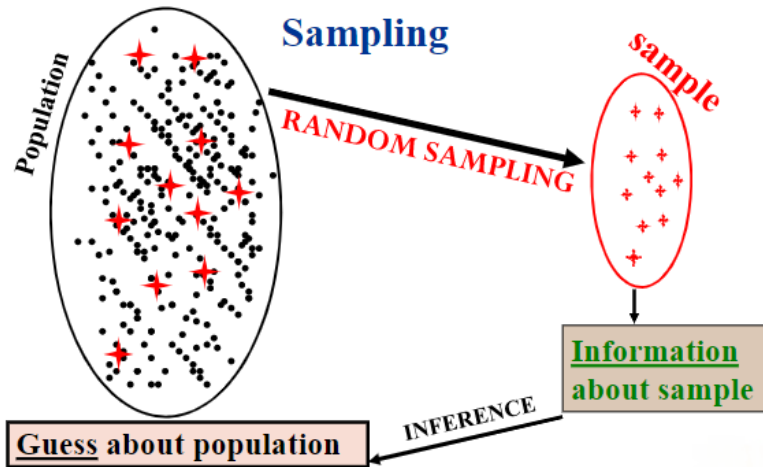 Sampling
Population
sample
RANDOM SAMPLING
Information
about sample
INFERENCE
Guess about population